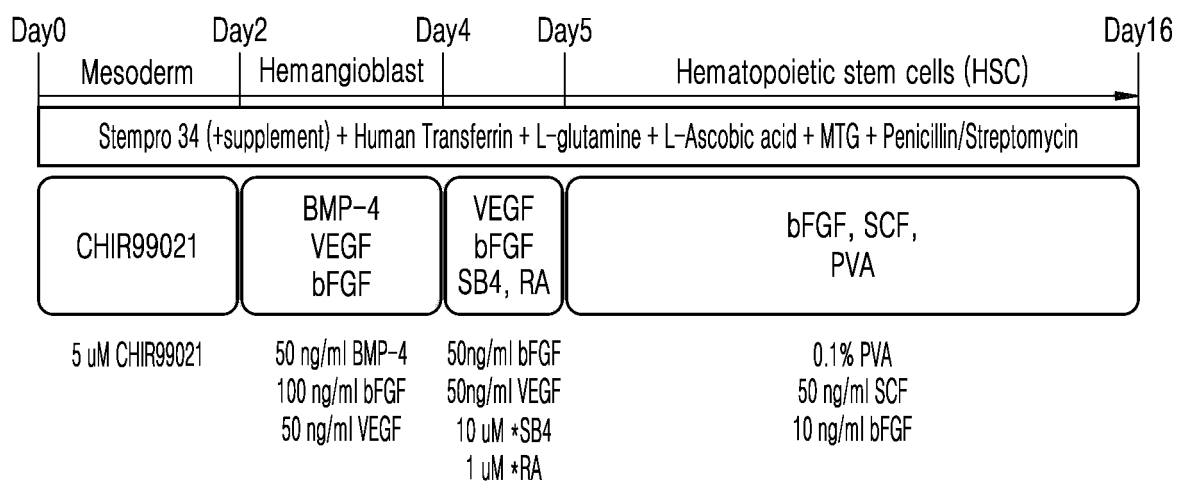 Day0 Day2 Day4 Day5 Day16
Mesoderm Hemangioblast Hematopoietic stem cells (HSC)
Stempro 34 (+supplement) + Human Transferrin + L-glutamine + L-Ascobic acid + MTG + Penicillin/Streptomycin
CHIR99021
BMP-4
VEGF
bFGF
VEGF
bFGF
SB4, RA
bFGF, SCF,
PVA
5 uM CHIR99021
50 ng/ml BMP-4
100 ng/ml bFGF
50 ng/ml VEGF
50ng/ml bFGF
50ng/ml VEGF
10 uM *SB4
1 uM *RA
0.1% PVA
50 ng/ml SCF
10 ng/ml bFGF